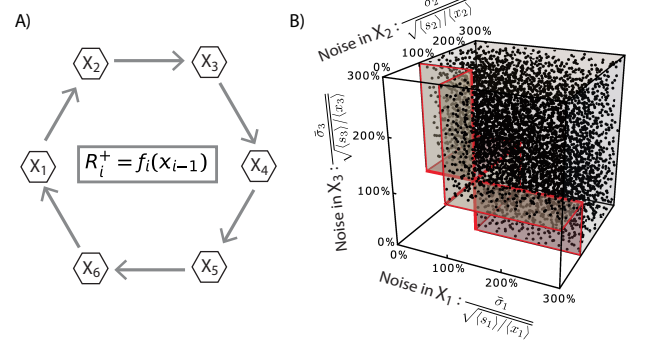 A)
X₂
X₃
X₁
R_i^+ = f_i(x_{i-1})
X₄
X₆
X₅
B)
Noise in X₂ : σ̄₂ / √(⟨s₂⟩/⟨x₂⟩)
300%
200%
100%
0%
Noise in X₃ : σ̄₃ / √(⟨s₃⟩/⟨x₃⟩)
300%
200%
100%
0%
0%
100%
200%
300%
Noise in X₁ : σ̄₁ / √(⟨s₁⟩/⟨x₁⟩)